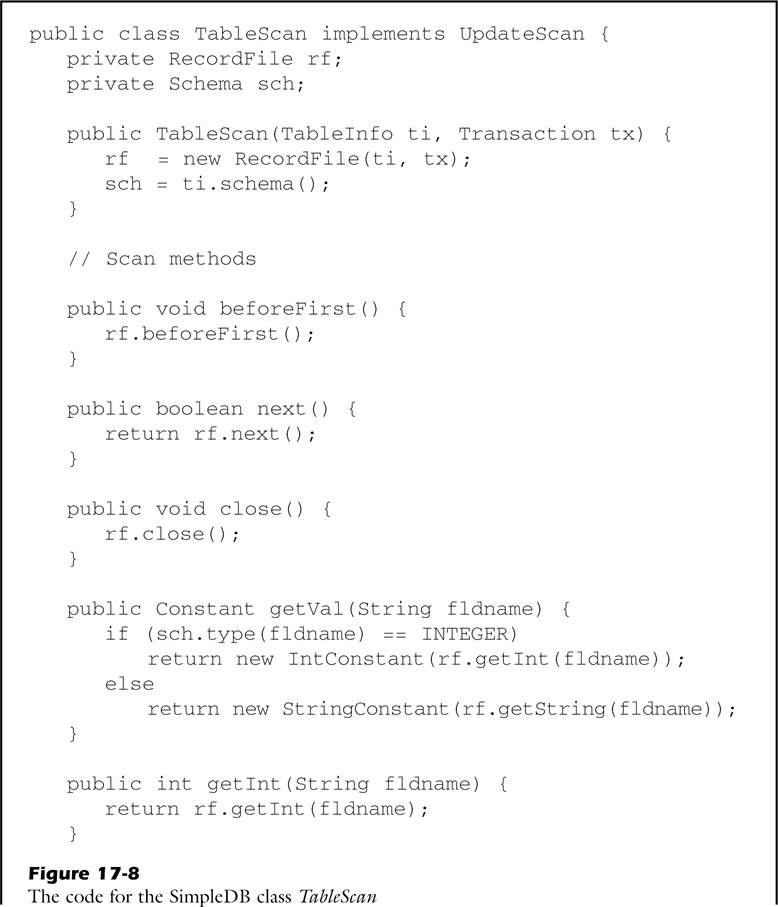 public class TableScan implements UpdateScan {
private RecordFile rf;
private Schema sch;
public TableScan(TableInfo ti, Transaction tx) {
rf = new RecordFile(ti, tx);
sch = ti.schema();
}
// Scan methods
public void beforeFirst() {
rf.beforeFirst();
}
public boolean next() {
return rf.next();
}
public void close() {
rf.close();
}
public Constant getVal(String fldname) {
if (sch.type(fldname) == INTEGER)
return new IntConstant(rf.getInt(fldname));
else
return new StringConstant(rf.getString(fldname));
}
public int getInt(String fldname) {
return rf.getInt(fldname);
}
Figure 17-8
The code for the SimpleDB class TableScan